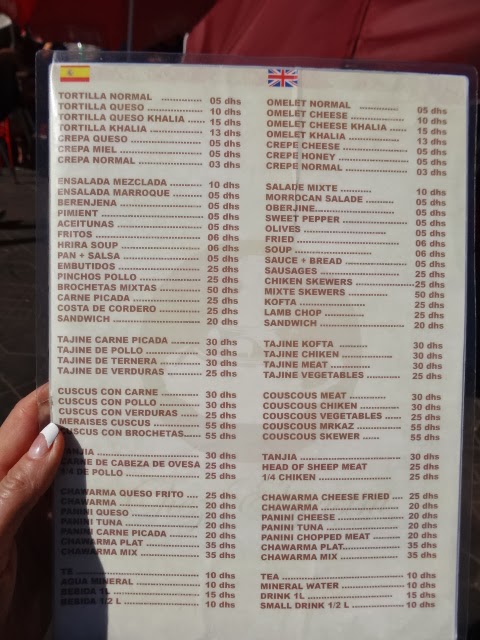 TORTILLA NORMAL .............. 05 dhs
TORTILLA QUESO ................ 10 dhs
TORTILLA QUESO KHALIA ...... 15 dhs
TORTILLA KHALIA .................. 13 dhs
CREPA QUESO ..................... 05 dhs
CREPA MIEL ........................ 05 dhs
CREPA NORMAL .................. 03 dhs
ENSALADA MEZCLADA .......... 10 dhs
ENSALADA MARROQUE ......... 05 dhs
BERENJENA ........................ 05 dhs
PIMIENT ............................. 05 dhs
ACEITUNAS ........................ 05 dhs
FRITOS .............................. 06 dhs
HRIRA SOUP ....................... 06 dhs
PAN + SALSA ...................... 05 dhs
EMBUTIDOS ........................ 25 dhs
PINCHOS POLLO .................. 25 dhs
BROCHETAS MIXTAS ............ 50 dhs
CARNE PICADA .................... 25 dhs
COSTA DE CORDERO ............ 25 dhs
SANDWICH ......................... 20 dhs
TAJINE CARNE PICADA .......... 30 dhs
TAJINE DE POLLO ................. 30 dhs
TAJINE DE TERNERA ............. 30 dhs
TAJINE DE VERDURAS ........... 25 dhs
CUSCUS CON CARNE ............ 30 dhs
CUSCUS CON POLLO ............. 30 dhs
CUSCUS CON VERDURAS ...... 25 dhs
MERAISES CUSCUS .............. 55 dhs
CUSCUS CON BROCHETAS...... 55 dhs
TANJIA .............................. 30 dhs
CARNE DE CABEZA DE OVESA 25 dhs
1/4 DE POLLO ..................... 25 dhs
CHAWARMA QUESO FRITO .... 25 dhs
CHAWARMA ........................ 20 dhs
PANINI QUESO .................... 20 dhs
PANINI TUNA ...................... 20 dhs
PANINI CARNE PICADA .......... 20 dhs
CHAWARMA PLAT ................. 35 dhs
CHAWARMA MIX .................. 35 dhs
TE .................................... 10 dhs
AGUA MINERAL ................... 10 dhs
BEBIDA 1L .......................... 15 dhs
BEBIDA 1/2 L ...................... 10 dhs
OMELET NORMAL .............. 05 dhs
OMELET CHEESE .................. 10 dhs
OMELET CHEESE KHALIA ...... 15 dhs
OMELET KHALIA .................. 13 dhs
CREPE CHEESE .................... 05 dhs
CREPE HONEY ..................... 05 dhs
CREPE NORMAL .................. 03 dhs
SALADE MIXTE ........... 10 dhs
MORROCAN SALADE ......... 05 dhs
OBERJINE........................... 05 dhs
SWEET PEPPER .................. 05 dhs
OLIVES .............................. 05 dhs
FRIED ................................ 06 dhs
SOUP ................................ 06 dhs
SAUCE + BREAD ................. 05 dhs
SAUSAGES ......................... 25 dhs
CHIKEN SKEWERS ................25 dhs
MIXTE SKEWERS ................. 50 dhs
KOFTA ............................... 25 dhs
LAMB CHOP ............. 25 dhs
SANDWICH ......................... 20 dhs
TAJINE KOFTA ......... 30 dhs
TAJINE CHIKEN ................... 30 dhs
TAJINE MEAT ...................... 30 dhs
TAJINE VEGETABLES ............ 25 dhs
COUSCOUS MEAT ............ 30 dhs
COUSCOUS CHIKEN ............ 30 dhs
COUSCOUS VEGETABLES ..... 25 dhs
COUSCOUS MRKAZ .............. 55 dhs
COUSCOUS SKEWER ...... 55 dhs
TANJIA .............................. 30 dhs
HEAD OF SHEEP MEAT 25 dhs
1/4 CHIKEN ........................ 25 dhs
CHAWARMA CHEESE FRIED .... 25 dhs
CHAWARMA ........................ 20 dhs
PANINI CHEESE ................... 20 dhs
PANINI TUNA ...................... 20 dhs
PANINI CHOPPED MEAT ........ 20 dhs
CHAWARMA PLAT................. 35 dhs
CHAWARMA MIX .................. 35 dhs
TEA ................................... 10 dhs
MINERAL WATER ................. 10 dhs
DRINK 1L .......................... 15 dhs
SMALL DRINK 1/2 L ............. 10 dhs